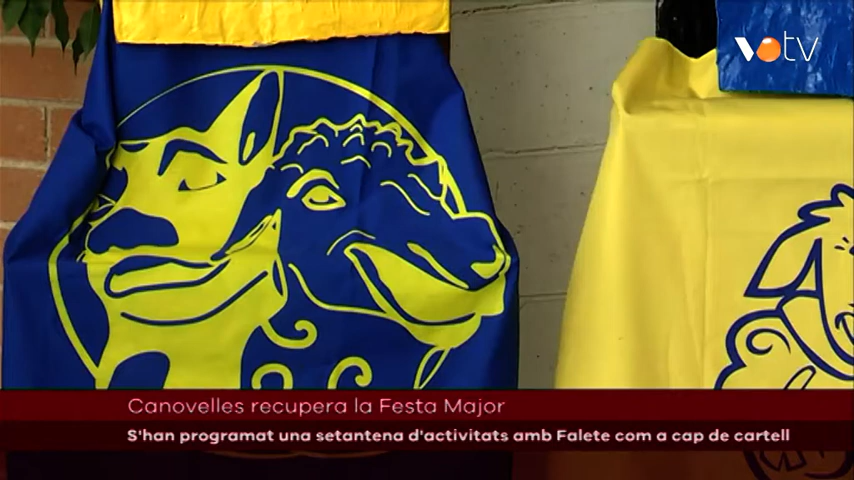 votv
Canovelles recupera la Festa Major
S'han programat una setantena d'activitats amb Falete com a cap de cartell